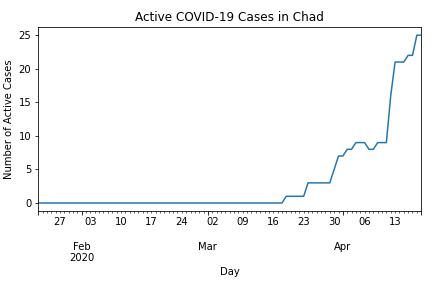 Active COVID-19 Cases in Chad
Number of Active Cases
25
20
15
10
5
0
27 03 10 17 24 02 09 16 23 30 06 13
Feb Mar Apr
2020
Day